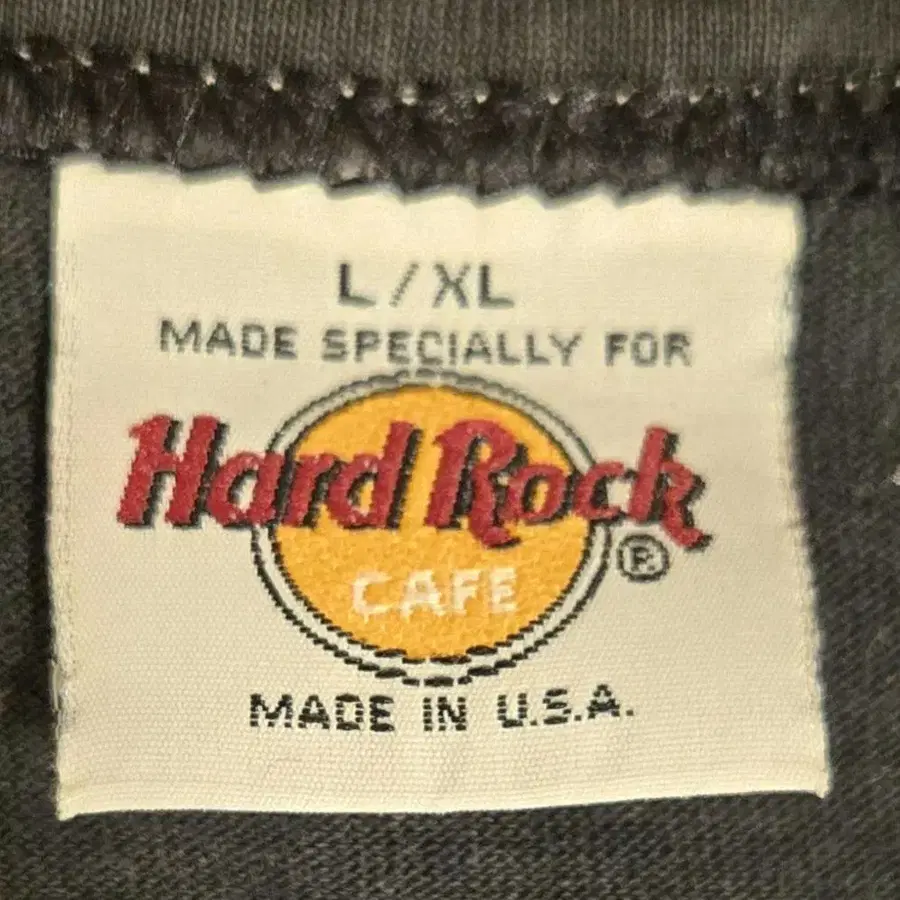 L/XL
MADE SPECIALLY FOR
Hard Rock
®
CAFE
MADE IN U.S.A.